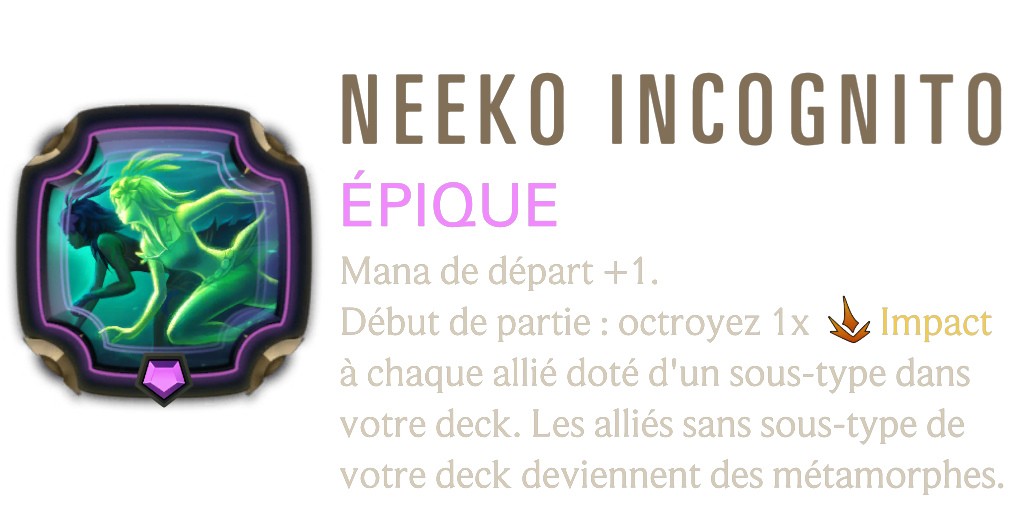 NEEKO INCOGNITO
ÉPIQUE
Mana de départ +1.
Début de partie : octroyez 1x Impact
à chaque allié doté d'un sous-type dans
votre deck. Les alliés sans sous-type de
votre deck deviennent des métamorphes.